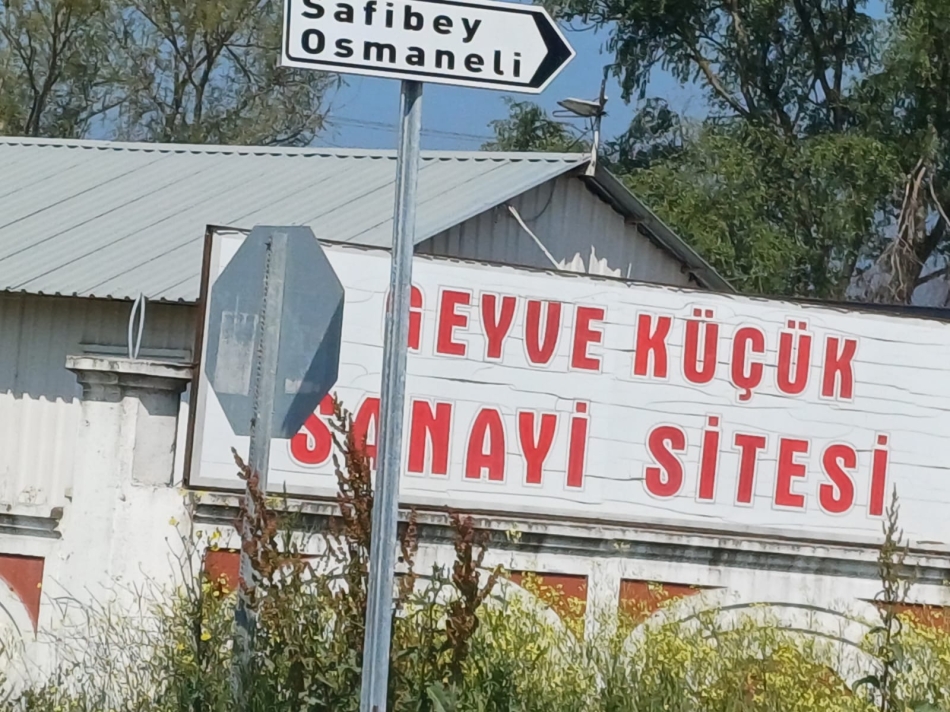 Safibey
Osmaneli
GEYVE KÜÇÜK
SANAYİ SİTESİ